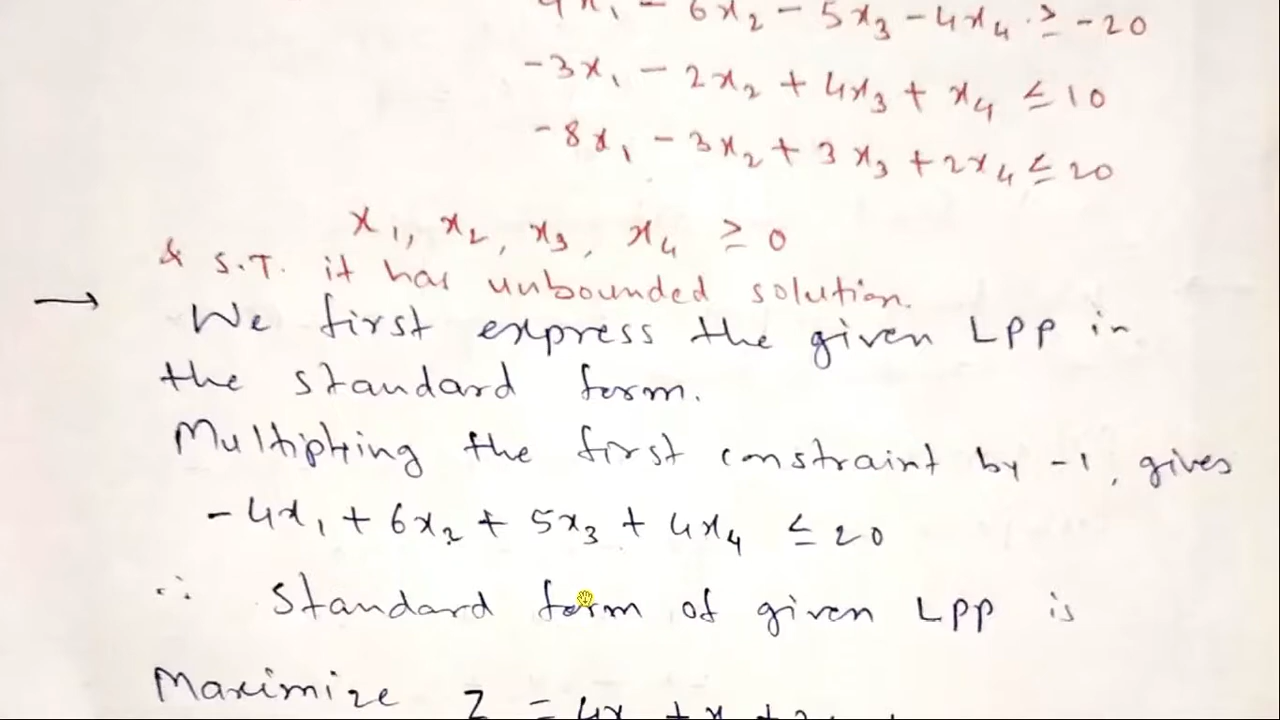 4x₁ - 6x₂ - 5x₃ - 4x₄ ≥ -20
-3x₁ - 2x₂ + 4x₃ + x₄ ≤ 10
-8x₁ - 3x₂ + 3x₃ + 2x₄ ≤ 20
x₁, x₂, x₃, x₄ ≥ 0
& S.T. it has unbounded solution.
→ We first express the given LPP in
the standard form.
Multipling the first constraint by -1, gives
-4x₁ + 6x₂ + 5x₃ + 4x₄ ≤ 20
∴ Standard form of given LPP is
Maximize Z = 4x + x +